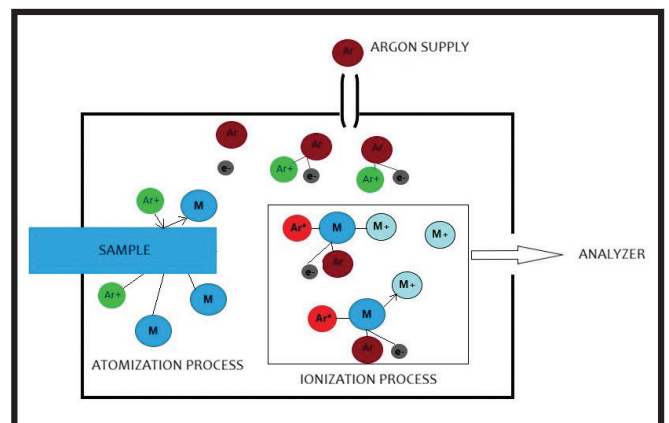 Ar
ARGON SUPPLY
Ar
Ar
Ar
e-
Ar+
e-
Ar+
e-
Ar+
M
SAMPLE
Ar*
M
M+
M+
e-
Ar
ANALYZER
M+
Ar+
M
M
Ar*
M
Ar
e-
ATOMIZATION PROCESS
IONIZATION PROCESS